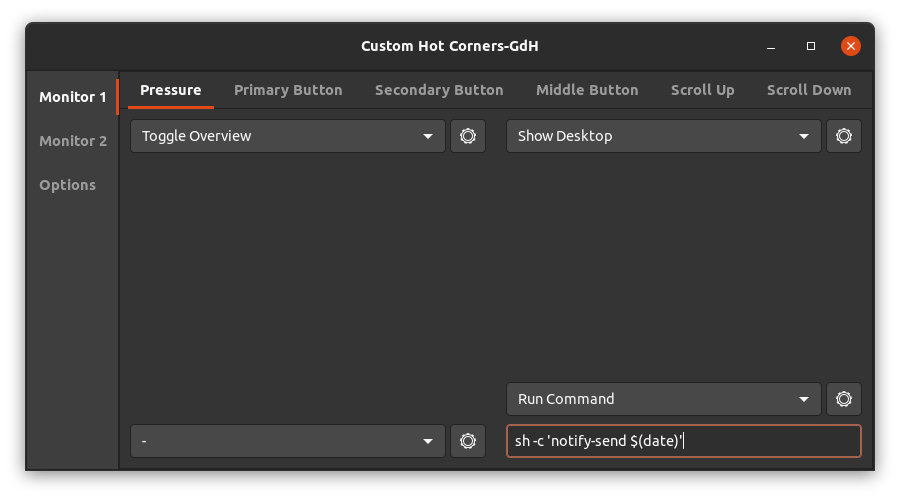 Custom Hot Corners-GdH
Monitor 1
Monitor 2
Options
Pressure Primary Button Secondary Button Middle Button Scroll Up Scroll Down
Toggle Overview
Show Desktop
Run Command
-
sh -c 'notify-send $(date)'